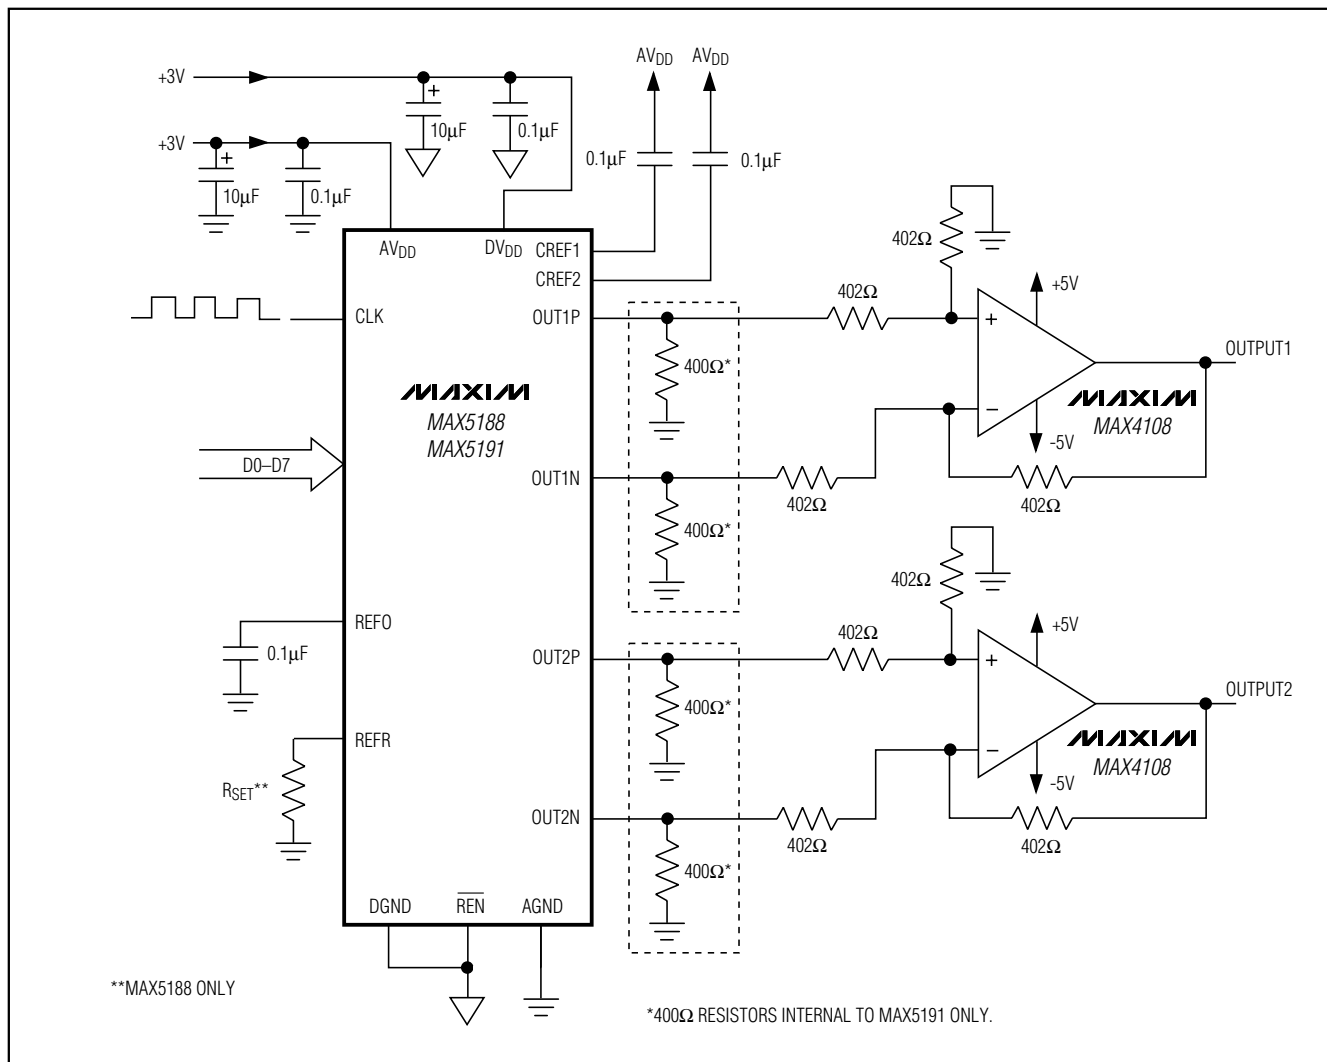 AVDD AVDD
+3V
+
10µF
0.1µF
+3V
+
10µF
0.1µF
0.1µF
0.1µF
AVDD
DVDD
CREF1
CREF2
CLK
OUT1P
MAXIM
MAX5188
MAX5191
D0–D7
OUT1N
REFO
0.1µF
OUT2P
REFR
RSET**
OUT2N
DGND
REN
AGND
400Ω*
400Ω*
400Ω*
400Ω*
402Ω
402Ω
+
+5V
OUTPUT1
MAXIM
MAX4108
−
-5V
402Ω
402Ω
402Ω
402Ω
+
+5V
OUTPUT2
MAXIM
MAX4108
−
-5V
402Ω
402Ω
**MAX5188 ONLY
*400Ω RESISTORS INTERNAL TO MAX5191 ONLY.